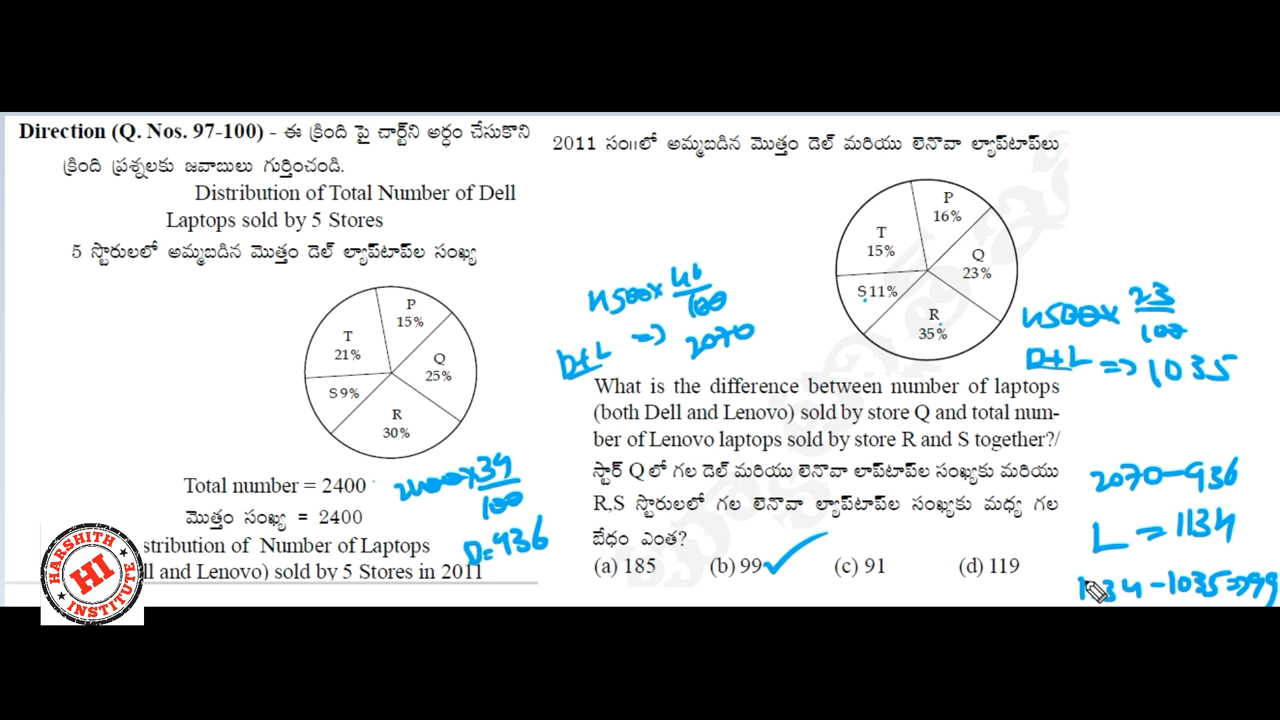 Direction (Q. Nos. 97-100) - ఈ క్రింది పై చార్ట్‌ని అర్ధం చేసుకొని
క్రింది ప్రశ్నలకు జవాబులు గుర్తించండి.
Distribution of Total Number of Dell
Laptops sold by 5 Stores
5 స్టొరులలో అమ్మబడిన మొత్తం డెల్ ల్యాప్‌టాప్‌ల సంఖ్య
P
15%
T
21%
Q
25%
S 9%
R
30%
Total number = 2400
మొత్తం సంఖ్య = 2400
2400 × 39/100
D = 936
stribution of Number of Laptops
ll and Lenovo) sold by 5 Stores in 2011
HARSHITH
HI
INSTITUTE
2011 సం॥లో అమ్మబడిన మొత్తం డెల్ మరియు లెనొవా ల్యాప్‌టాప్‌లు
P
16%
T
15%
Q
23%
S 11%
R
35%
4500 × 46/100
D+L => 2070
4500 × 23/100
D+L => 1035
What is the difference between number of laptops
(both Dell and Lenovo) sold by store Q and total num-
ber of Lenovo laptops sold by store R and S together?/
స్టొర్ Q లో గల డెల్ మరియు లెనొవా లాప్‌టాప్‌ల సంఖ్యకు మరియు
R,S స్టొరులలో గల లెనొవా ల్యాప్‌టాప్‌ల సంఖ్యకు మధ్య గల
బేధం ఎంత?
(a) 185 (b) 99 (c) 91 (d) 119
2070 - 936
L = 1134
1134 - 1035 => 99